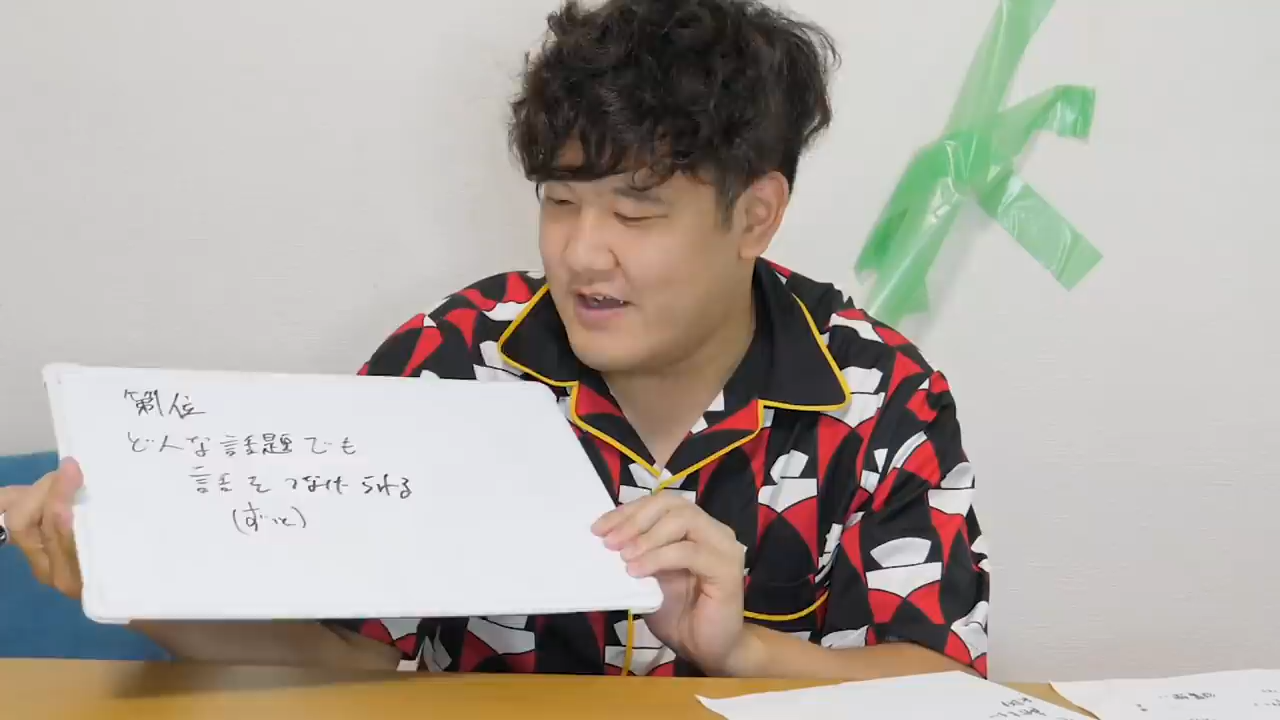 第1位
どんな話題でも
話をつなげられる
(ずっと)